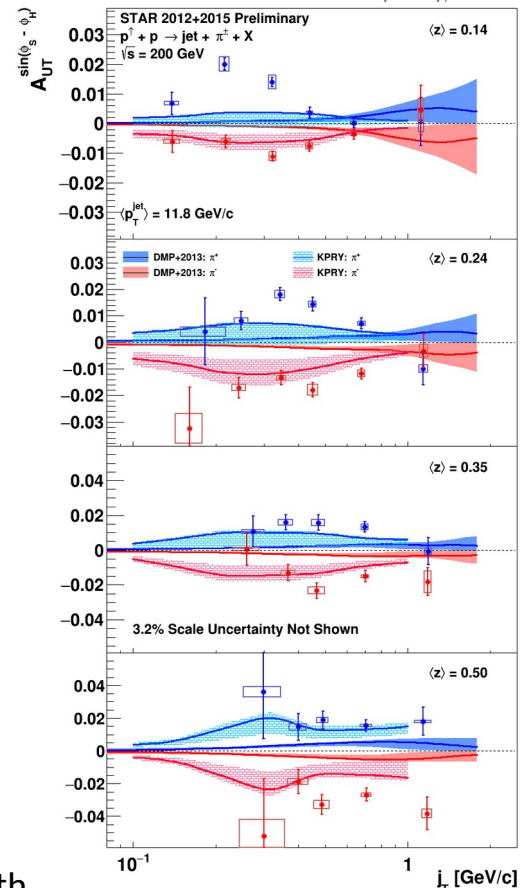 A_UT^sin(ϕ_S - ϕ_H)
STAR 2012+2015 Preliminary
p↑ + p → jet + π± + X
√s = 200 GeV
⟨z⟩ = 0.14
0.03
0.02
0.01
0
−0.01
−0.02
−0.03
⟨p_T^jet⟩ = 11.8 GeV/c
DMP+2013: π⁺
KPRY: π⁺
DMP+2013: π⁻
KPRY: π⁻
⟨z⟩ = 0.24
0.03
0.02
0.01
0
−0.01
−0.02
−0.03
⟨z⟩ = 0.35
0.04
0.02
0
−0.02
−0.04
3.2% Scale Uncertainty Not Shown
⟨z⟩ = 0.50
0.04
0.02
0
−0.02
−0.04
10⁻¹
1
j_T [GeV/c]
th